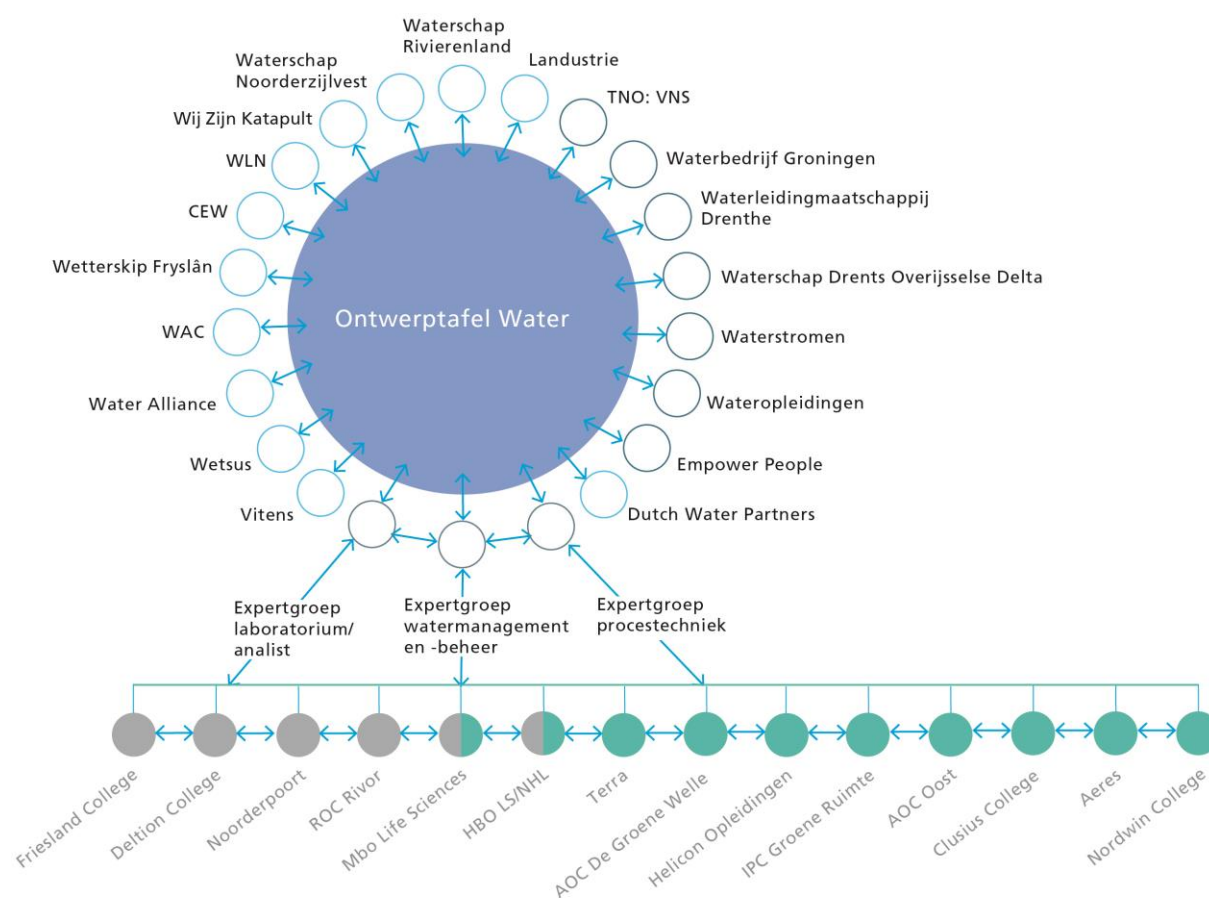 Waterschap
Rivierenland
Waterschap
Noorderzijlvest
Landustrie
TNO: VNS
Wij Zijn Katapult
WLN
Waterbedrijf Groningen
Waterleidingmaatschappij
Drenthe
CEW
Wetterskip Fryslân
Waterschap Drents Overijsselse Delta
Ontwerptafel Water
WAC
Waterstromen
Water Alliance
Wateropleidingen
Wetsus
Empower People
Vitens
Dutch Water Partners
Expertgroep
laboratorium/
analist
Expertgroep
watermanagement
en -beheer
Expertgroep
procestechniek
Friesland College
Deltion College
Noorderpoort
ROC Rivor
Mbo Life Sciences
HBO LS/NHL
Terra
AOC De Groene Welle
Helicon Opleidingen
IPC Groene Ruimte
AOC Oost
Clusius College
Aeres
Nordwin College